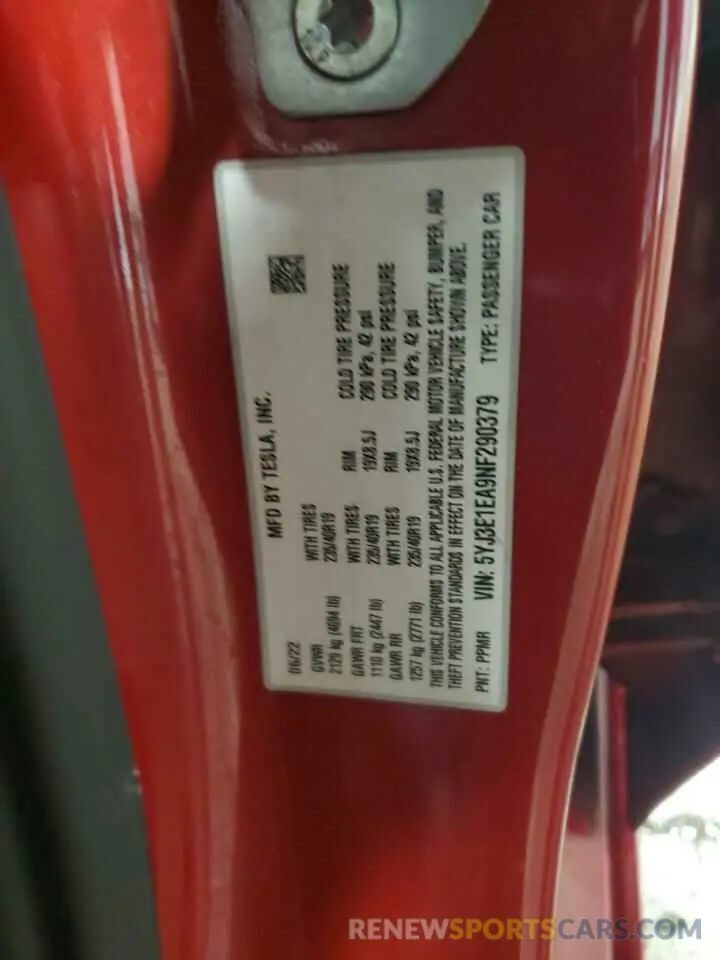 MFD BY TESLA, INC.
06/22
GVWR WITH TIRES RIM COLD TIRE PRESSURE
2129 kg (4694 lb) 235/40R19 19X8.5J 290 kPa, 42 psi
GAWR FRT WITH TIRES RIM COLD TIRE PRESSURE
1110 kg (2447 lb) 235/40R19 19X8.5J 290 kPa, 42 psi
GAWR RR WITH TIRES
1257 kg (2771 lb) 235/40R19
THIS VEHICLE CONFORMS TO ALL APPLICABLE U.S. FEDERAL MOTOR VEHICLE SAFETY, BUMPER, AND
THEFT PREVENTION STANDARDS IN EFFECT ON THE DATE OF MANUFACTURE SHOWN ABOVE.
PNT: PPMR VIN: 5YJ3E1EA9NF290379 TYPE: PASSENGER CAR
RENEWSPORTSCARS.COM